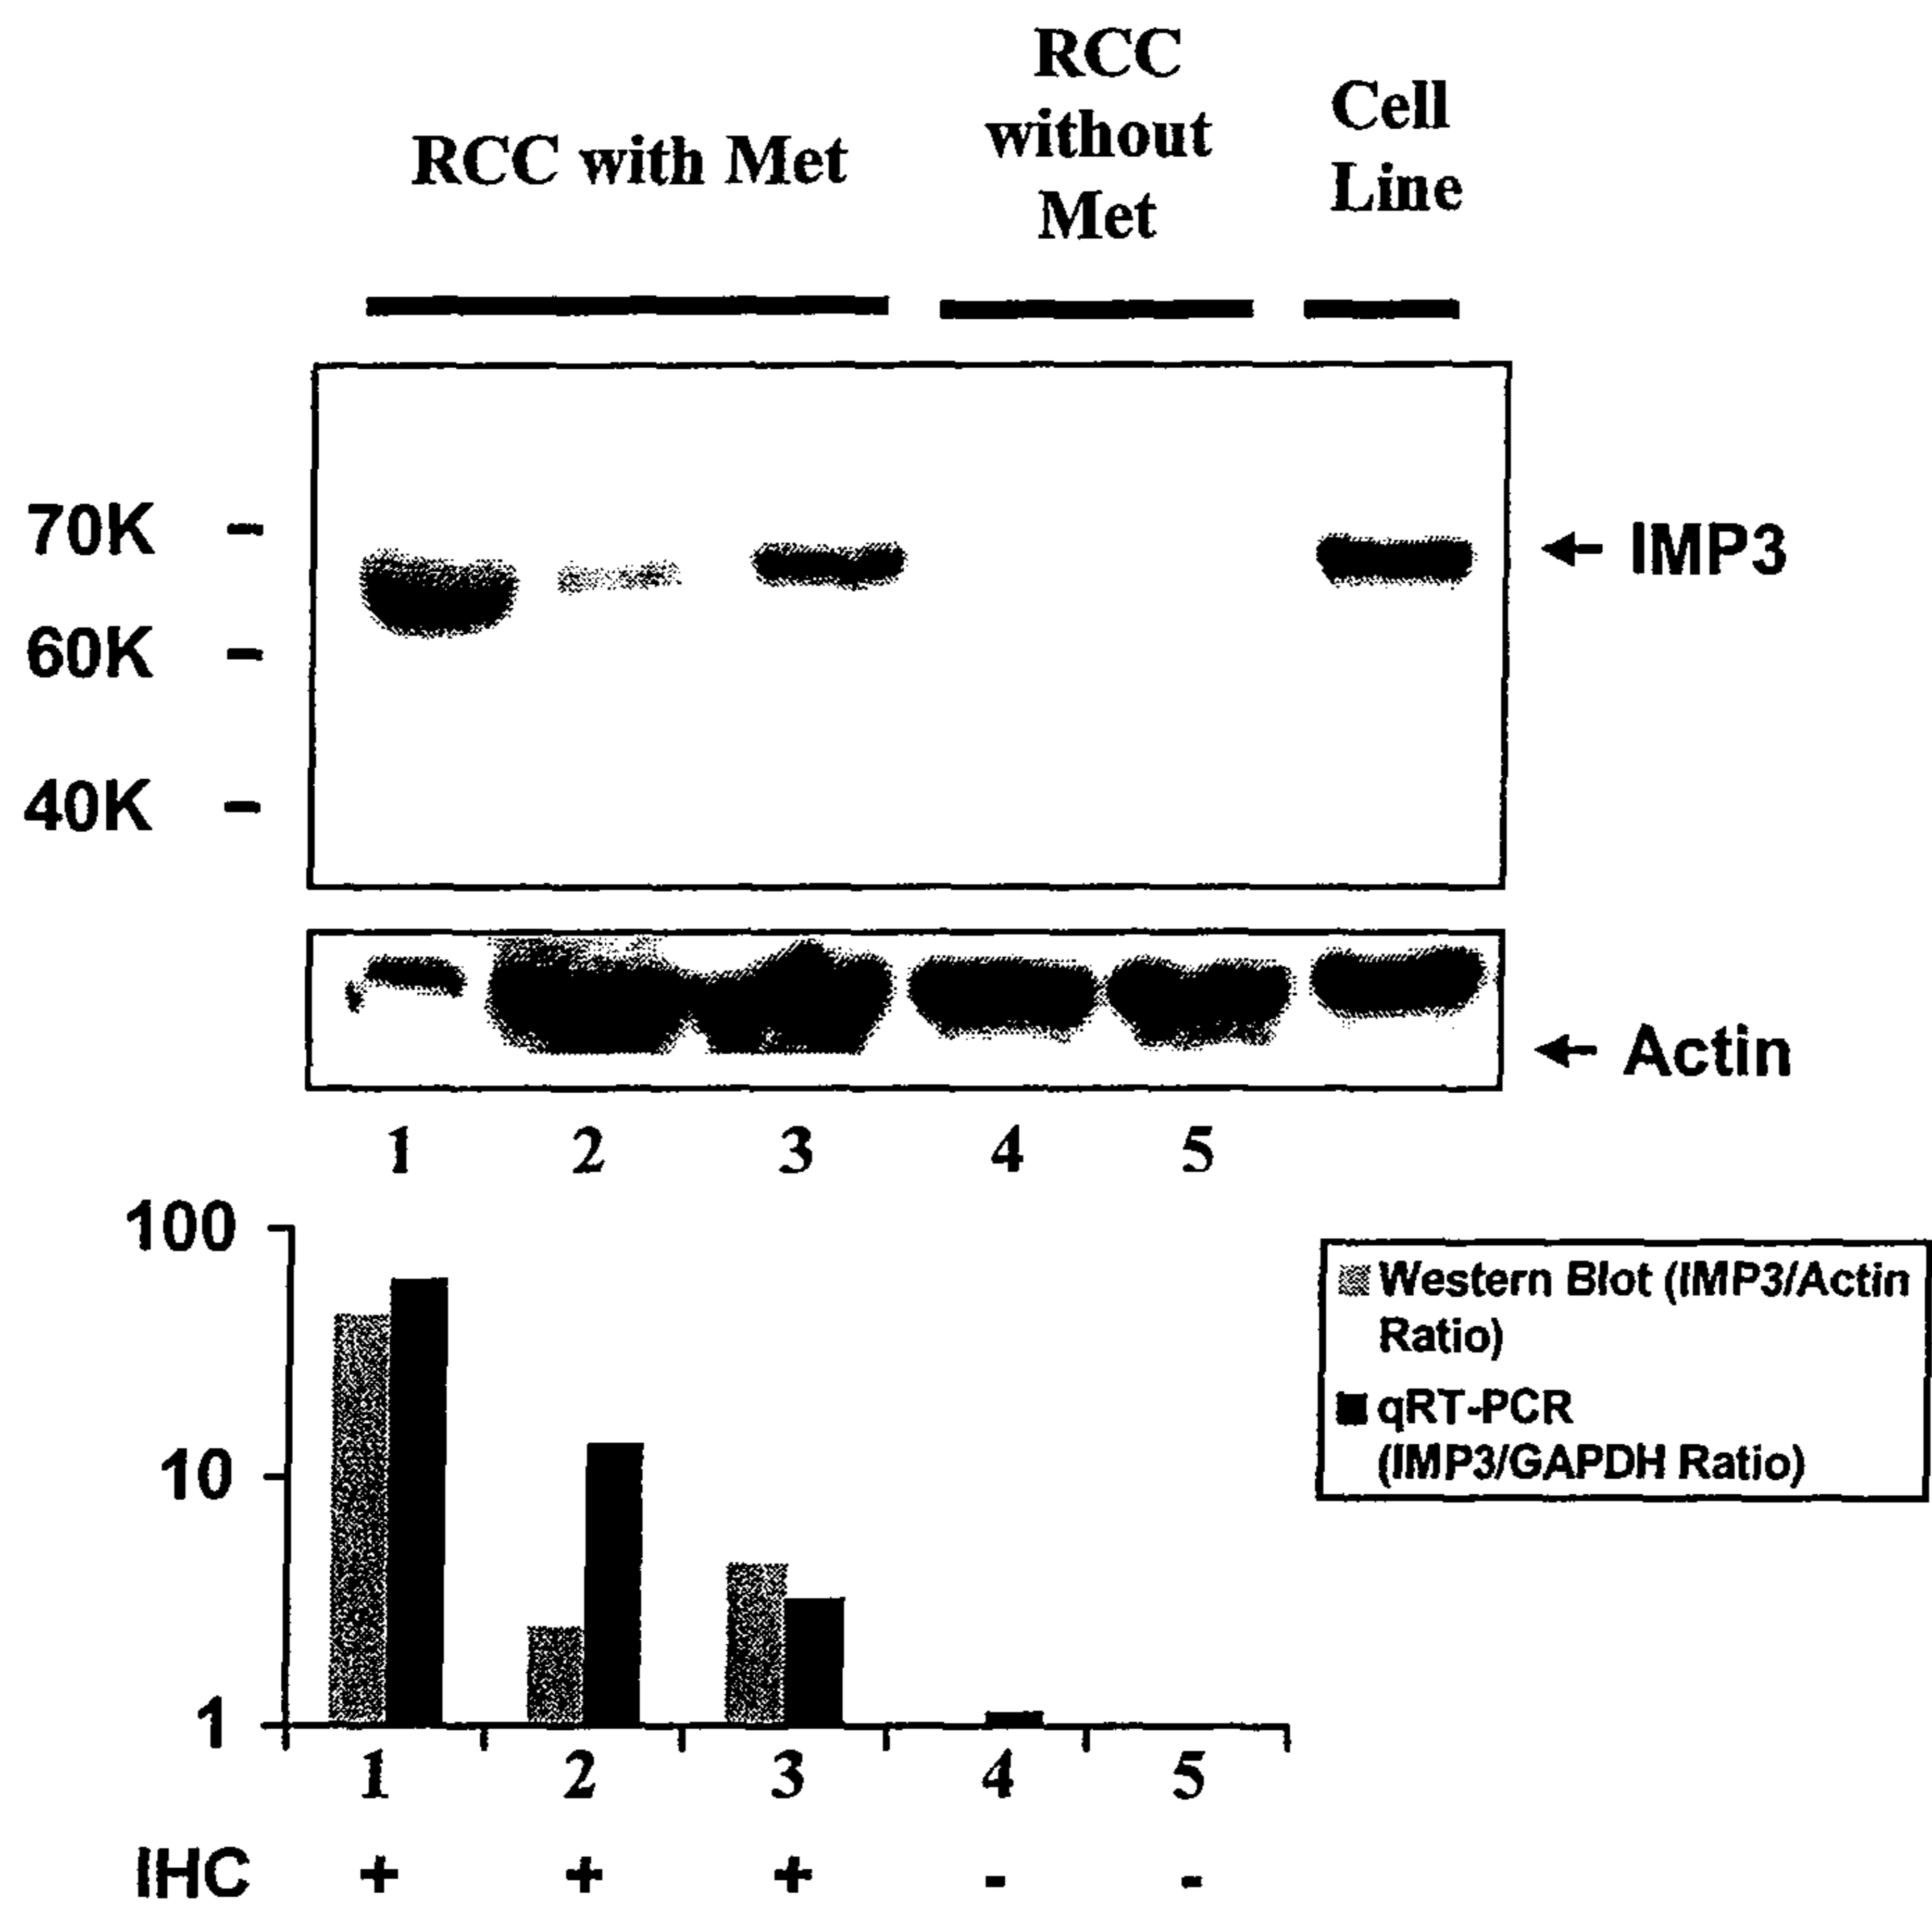 RCC
without
Met
RCC with Met
Cell
Line
70K -
60K -
40K -
IMP3
Actin
1 2 3 4 5
100
10
1
Western Blot (IMP3/Actin
Ratio)
qRT-PCR
(IMP3/GAPDH Ratio)
1 2 3 4 5
IHC + + + - -